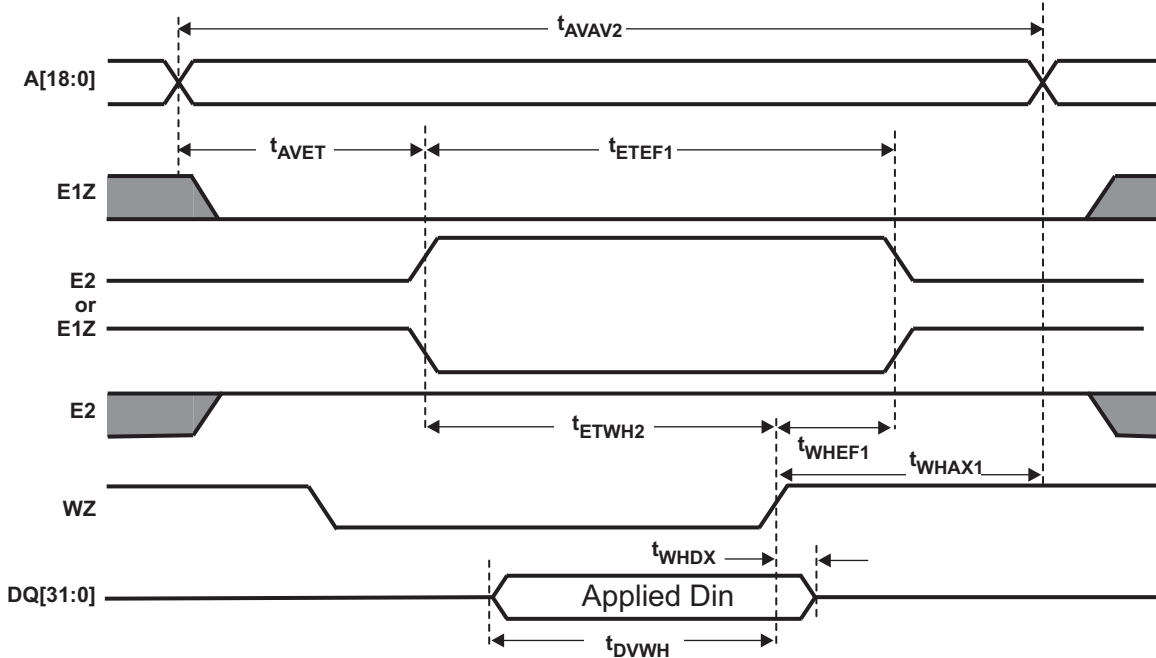 tAVAV2
A[18:0]
tAVET
tETEF1
E1Z
E2
or
E1Z
E2
tETWH2
tWHEF1
tWHAX1
WZ
tWHDX
DQ[31:0]
Applied Din
tDVWH